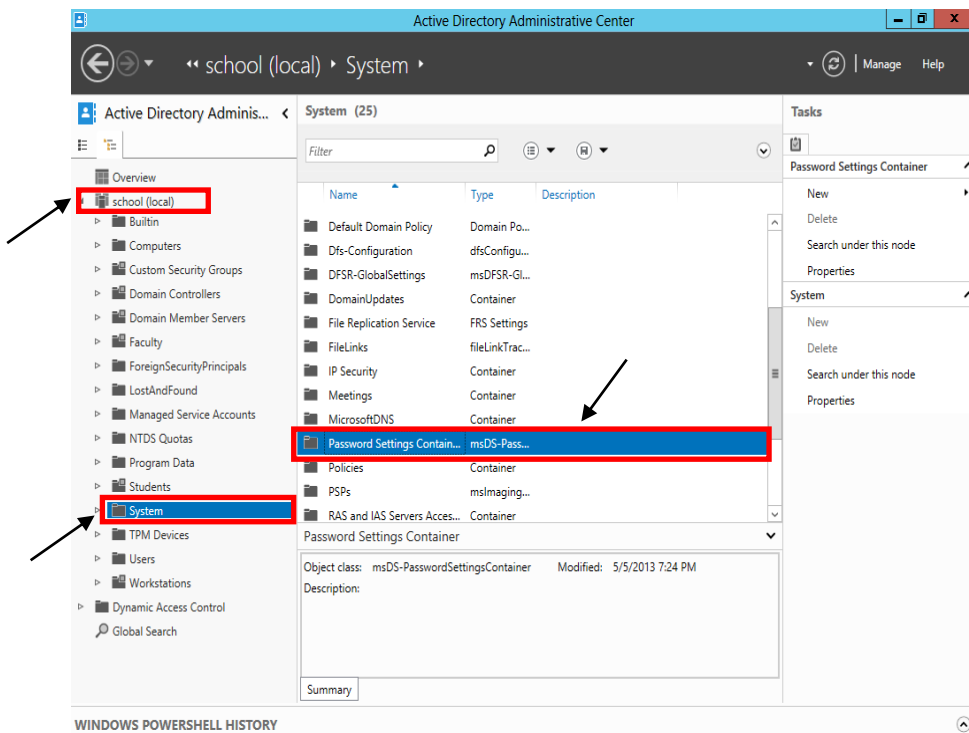 Active Directory Administrative Center
school (local) System
Manage Help
Active Directory Adminis...
Overview
school (local)
Builtin
Computers
Custom Security Groups
Domain Controllers
Domain Member Servers
Faculty
ForeignSecurityPrincipals
LostAndFound
Managed Service Accounts
NTDS Quotas
Program Data
Students
System
TPM Devices
Users
Workstations
Dynamic Access Control
Global Search
System (25)
Filter
Name Type Description
Default Domain Policy Domain Po...
Dfs-Configuration dfsConfigu...
DFSR-GlobalSettings msDFSR-Gl...
DomainUpdates Container
File Replication Service FRS Settings
FileLinks fileLinkTrac...
IP Security Container
Meetings Container
MicrosoftDNS Container
Password Settings Contain... msDS-Pass...
Policies Container
PSPs msImaging...
RAS and IAS Servers Acces... Container
Password Settings Container
Object class: msDS-PasswordSettingsContainer Modified: 5/5/2013 7:24 PM
Description:
Summary
Tasks
Password Settings Container
New
Delete
Search under this node
Properties
System
New
Delete
Search under this node
Properties
WINDOWS POWERSHELL HISTORY